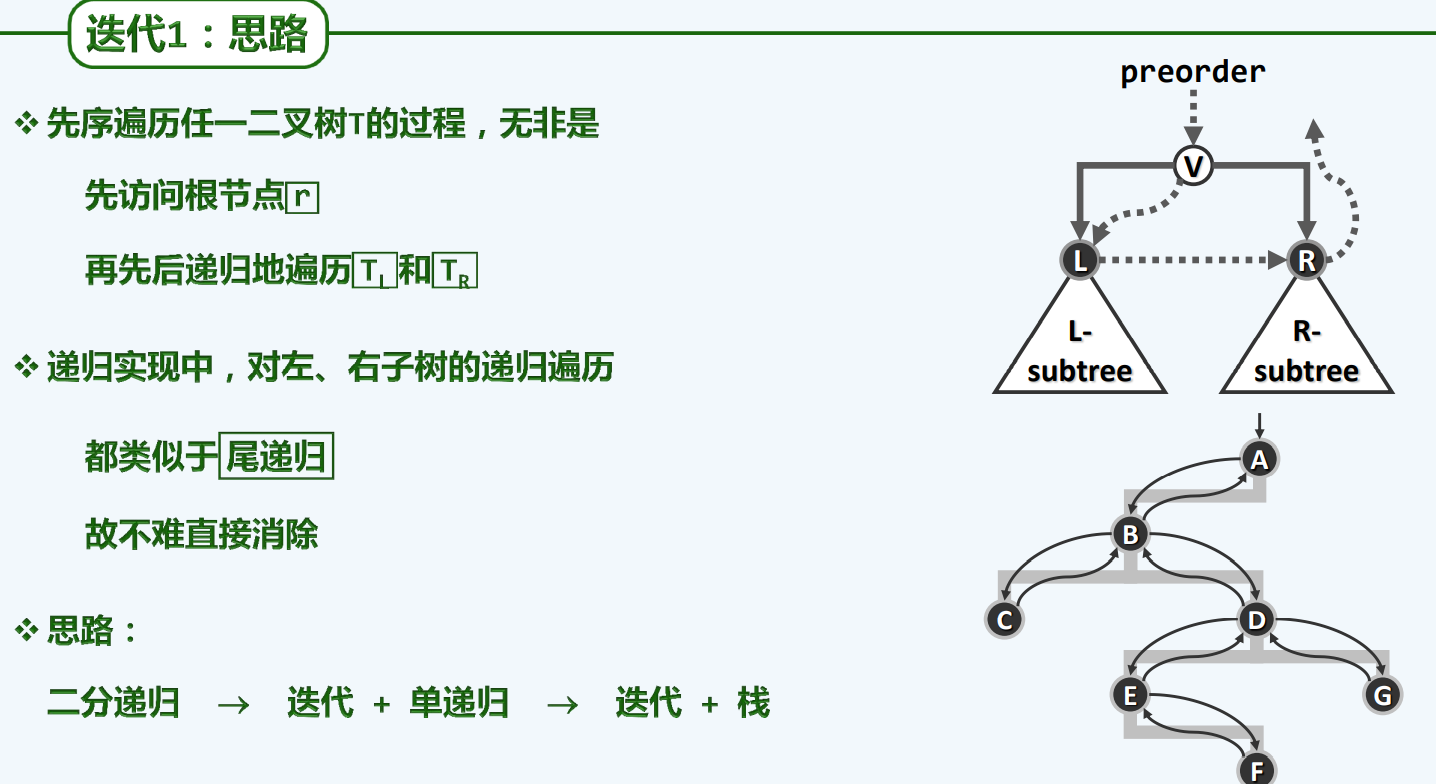 迭代1：思路
❖ 先序遍历任一二叉树T的过程，无非是
先访问根节点r
再先后递归地遍历TL和TR
❖ 递归实现中，对左、右子树的递归遍历
都类似于尾递归
故不难直接消除
❖ 思路：
二分递归 → 迭代 + 单递归 → 迭代 + 栈
preorder
V
L
R
L-
subtree
R-
subtree
A
B
C
D
E
G
F